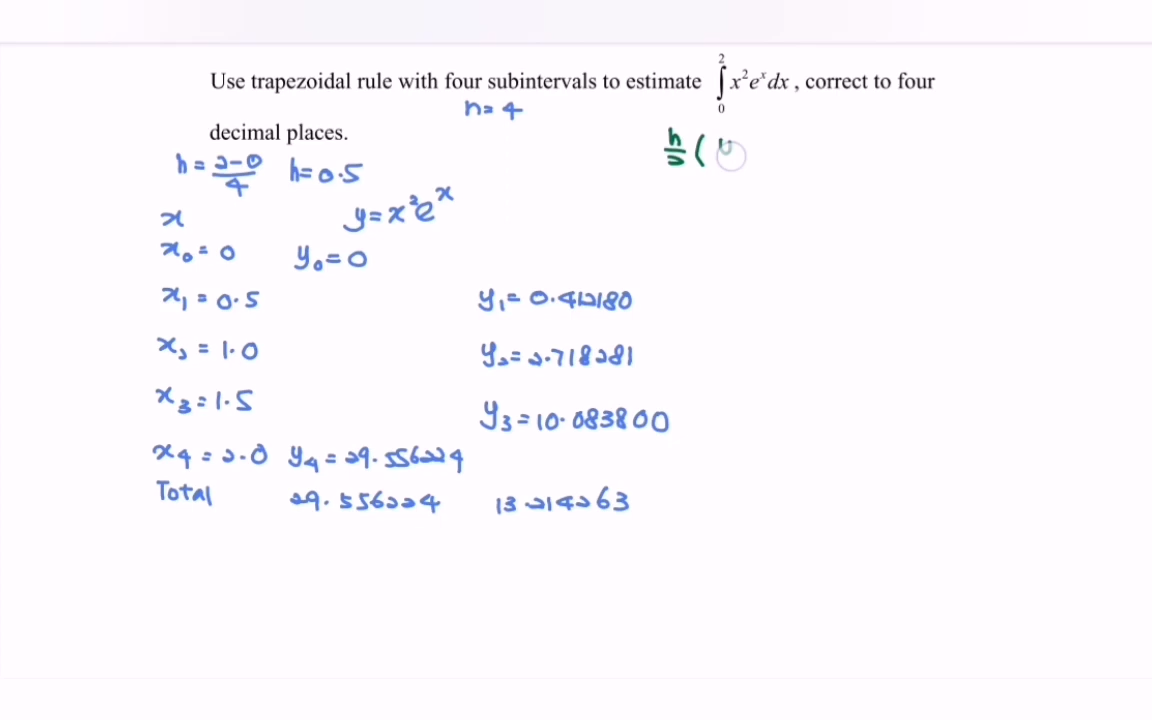 Use trapezoidal rule with four subintervals to estimate ∫₀² x²eˣ dx , correct to four
n= 4
decimal places.
h = 2-0/4 h= 0.5
h/2 (
x y= x²eˣ
x₀ = 0 y₀ = 0
x₁ = 0.5 y₁ = 0.412180
x₂ = 1.0 y₂ = 2.718281
x₃ = 1.5 y₃ = 10.083800
x₄ = 2.0 y₄ = 29.556224
Total 29.556224 13.214263